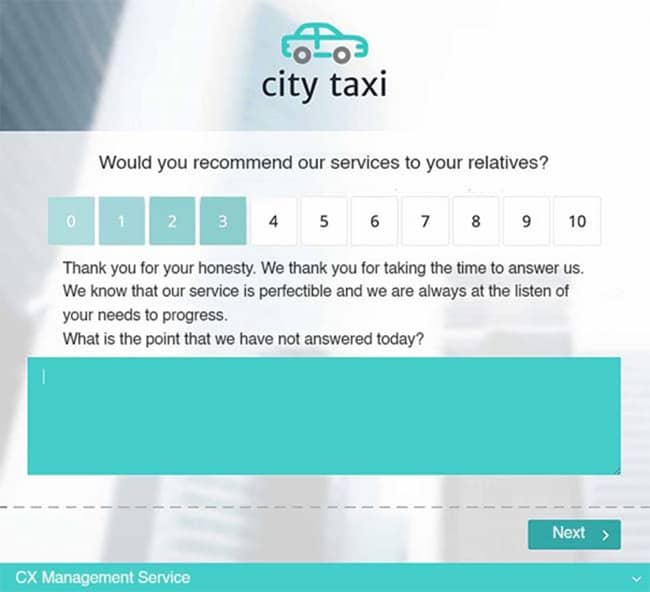 city taxi
Would you recommend our services to your relatives?
0 1 2 3 4 5 6 7 8 9 10
Thank you for your honesty. We thank you for taking the time to answer us.
We know that our service is perfectible and we are always at the listen of
your needs to progress.
What is the point that we have not answered today?
Next
CX Management Service